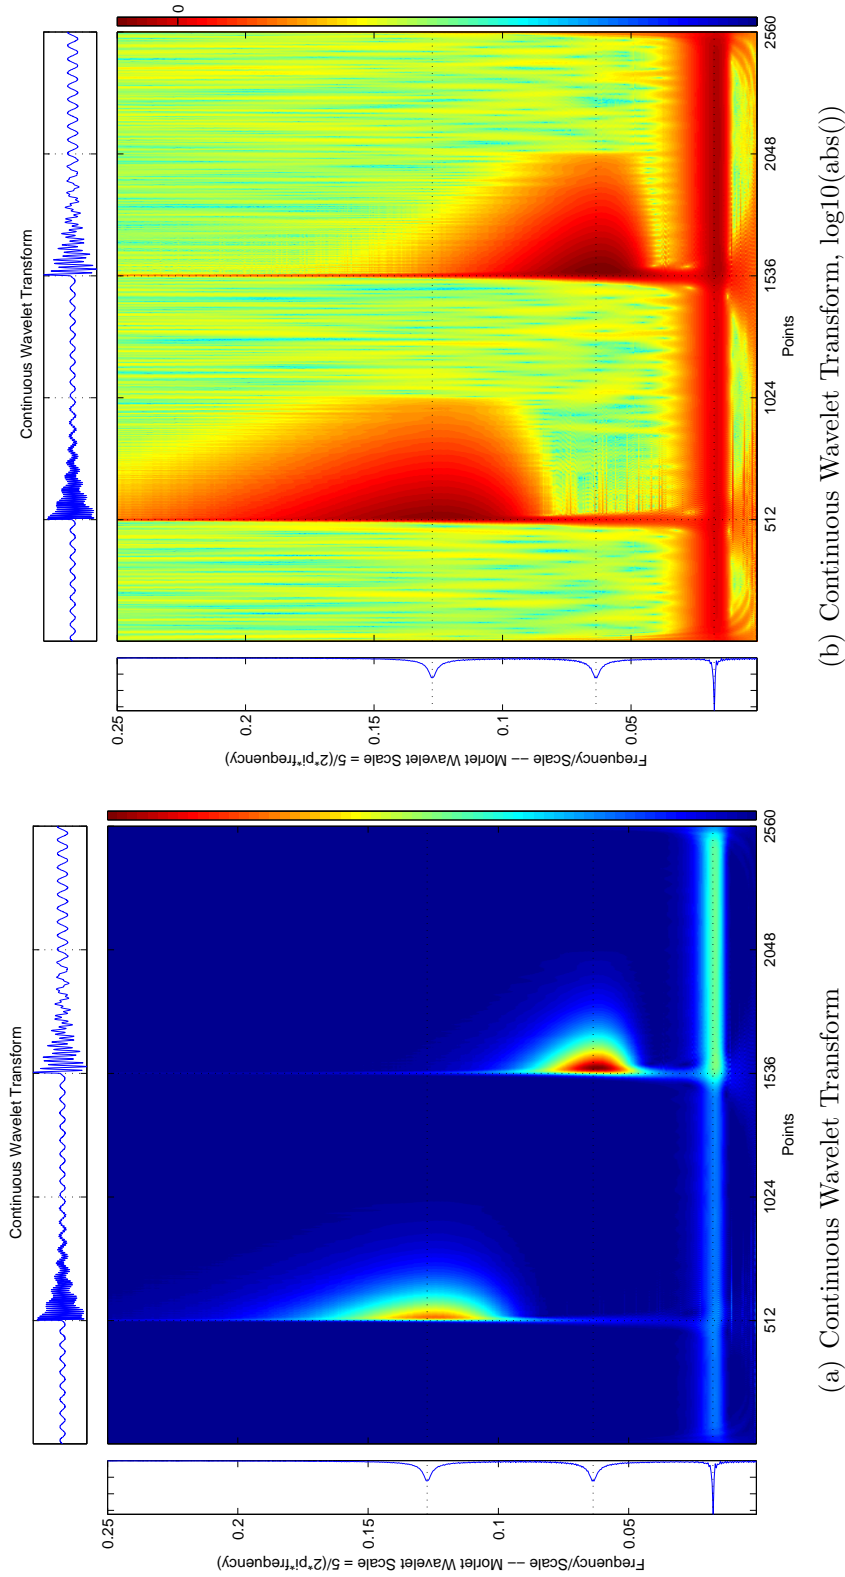 Continuous Wavelet Transform
0.25
0.2
0.15
0.1
0.05
Frequency/Scale −− Morlet Wavelet Scale = 5/(2*pi*frequency)
512
1024
1536
2048
2560
Points
(a) Continuous Wavelet Transform
Continuous Wavelet Transform
0
0.25
0.2
0.15
0.1
0.05
Frequency/Scale −− Morlet Wavelet Scale = 5/(2*pi*frequency)
512
1024
1536
2048
2560
Points
(b) Continuous Wavelet Transform, log10(abs())